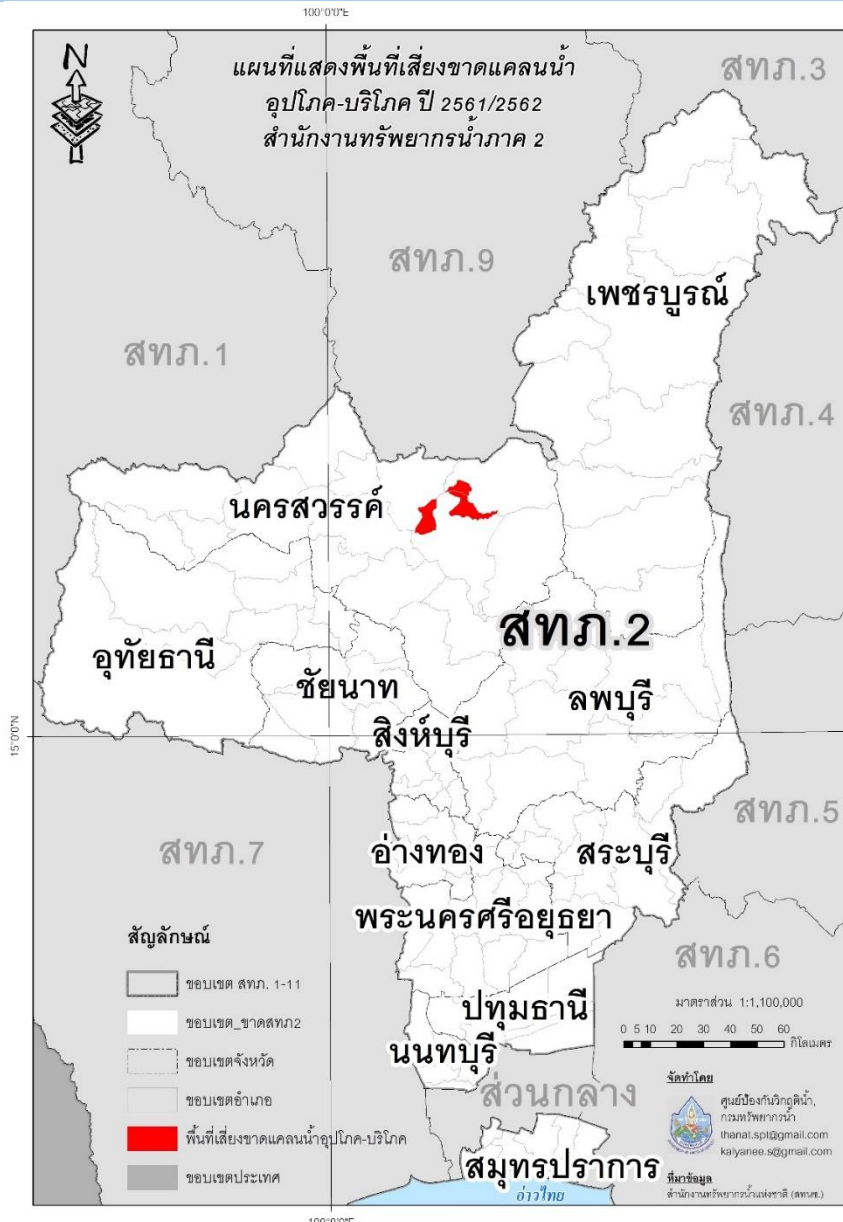 100°0'0"E
N
แผนที่แสดงพื้นที่เสี่ยงขาดแคลนน้ำ
อุปโภค-บริโภค ปี 2561/2562
สำนักงานทรัพยากรน้ำภาค 2
สทภ.3
สทภ.9
เพชรบูรณ์
สทภ.1
สทภ.4
นครสวรรค์
สทภ.2
อุทัยธานี
ชัยนาท
ลพบุรี
สิงห์บุรี
15°0'0"N
สทภ.5
สทภ.7
อ่างทอง
สระบุรี
พระนครศรีอยุธยา
สทภ.6
ปทุมธานี
นนทบุรี
ส่วนกลาง
สมุทรปราการ
อ่าวไทย
สัญลักษณ์
ขอบเขต สทภ. 1-11
ขอบเขต_ขาดสทภ2
ขอบเขตจังหวัด
ขอบเขตอำเภอ
พื้นที่เสี่ยงขาดแคลนน้ำอุปโภค-บริโภค
ขอบเขตประเทศ
มาตราส่วน 1:1,100,000
0 5 10 20 30 40 50 60
กิโลเมตร
จัดทำโดย
ศูนย์ป้องกันวิกฤติน้ำ,
กรมทรัพยากรน้ำ
thanat.spt@gmail.com
kalyanee.s@gmail.com
ที่มาข้อมูล
สำนักงานทรัพยากรน้ำแห่งชาติ (สทนช.)
100°0'0"E